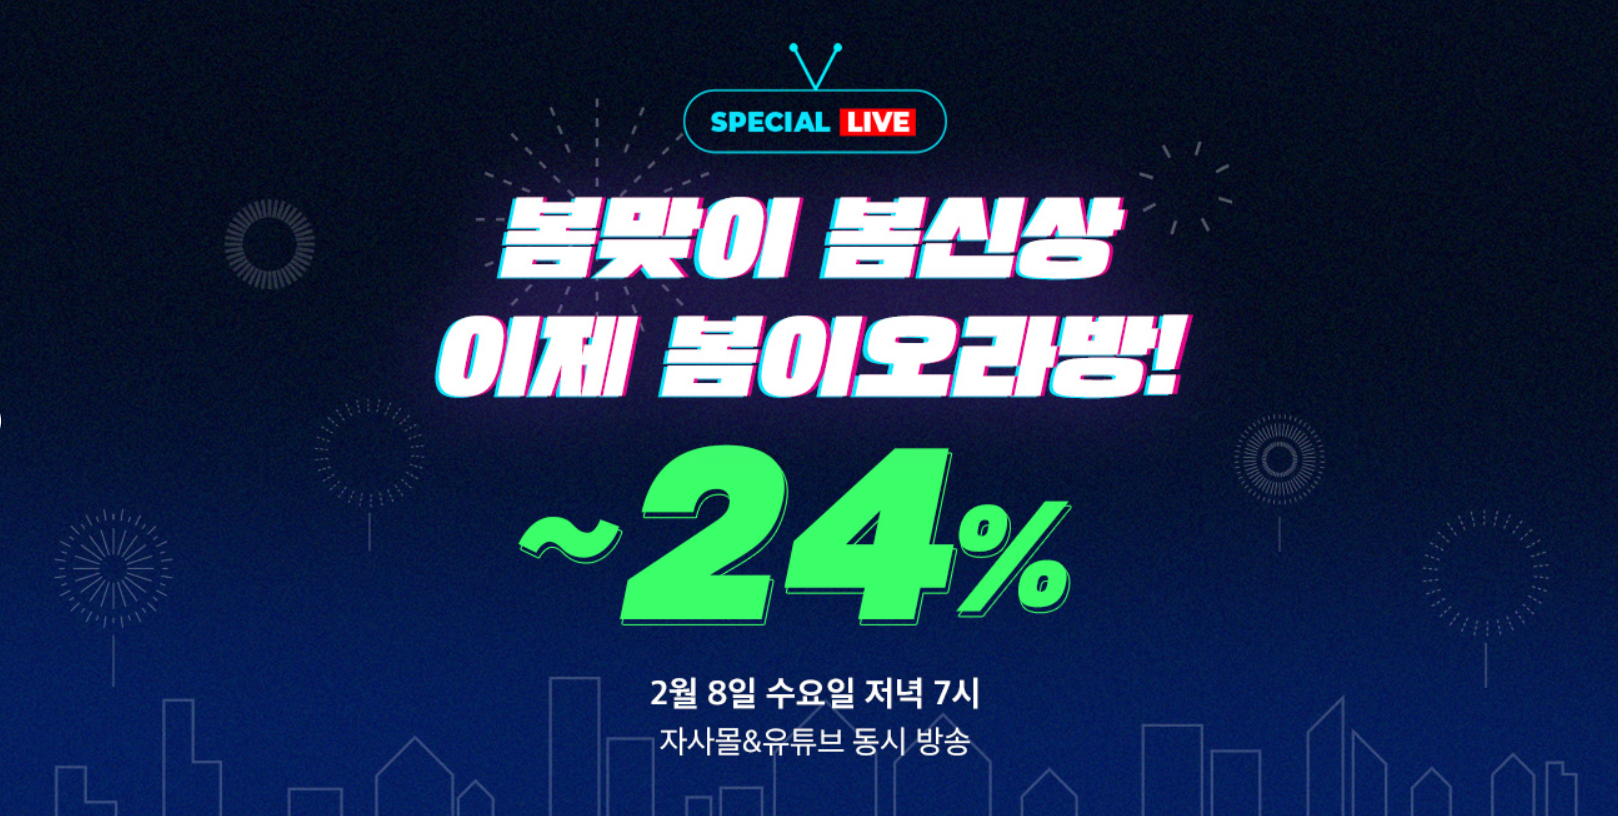 SPECIAL LIVE
봄맞이 봄신상
이제 봄이오라방!
~24%
2월 8일 수요일 저녁 7시
자사몰&유튜브 동시 방송